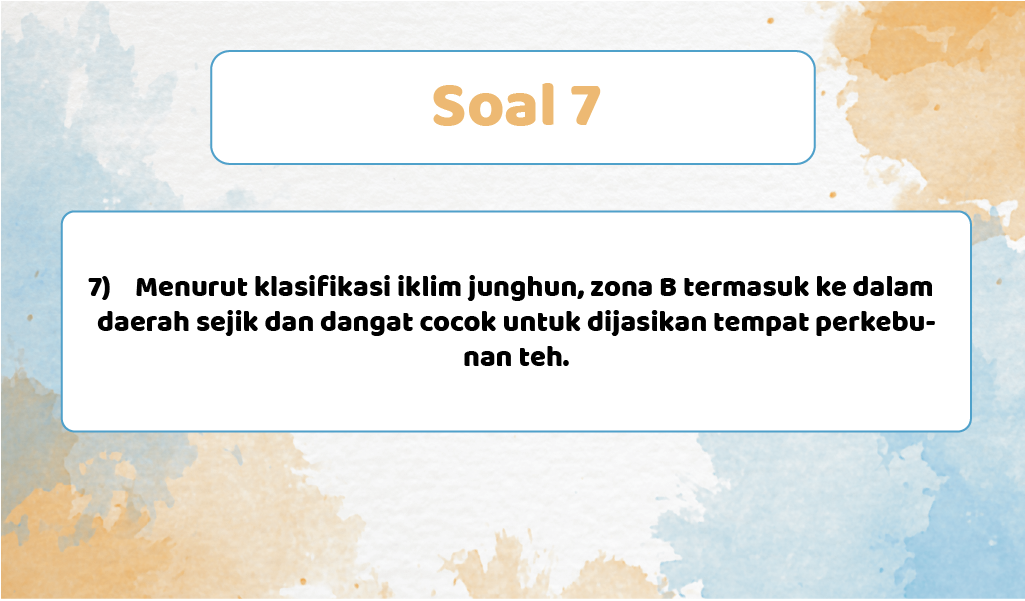 Soal 7
7) Menurut klasifikasi iklim junghun, zona B termasuk ke dalam
daerah sejik dan dangat cocok untuk dijasikan tempat perkebu-
nan teh.